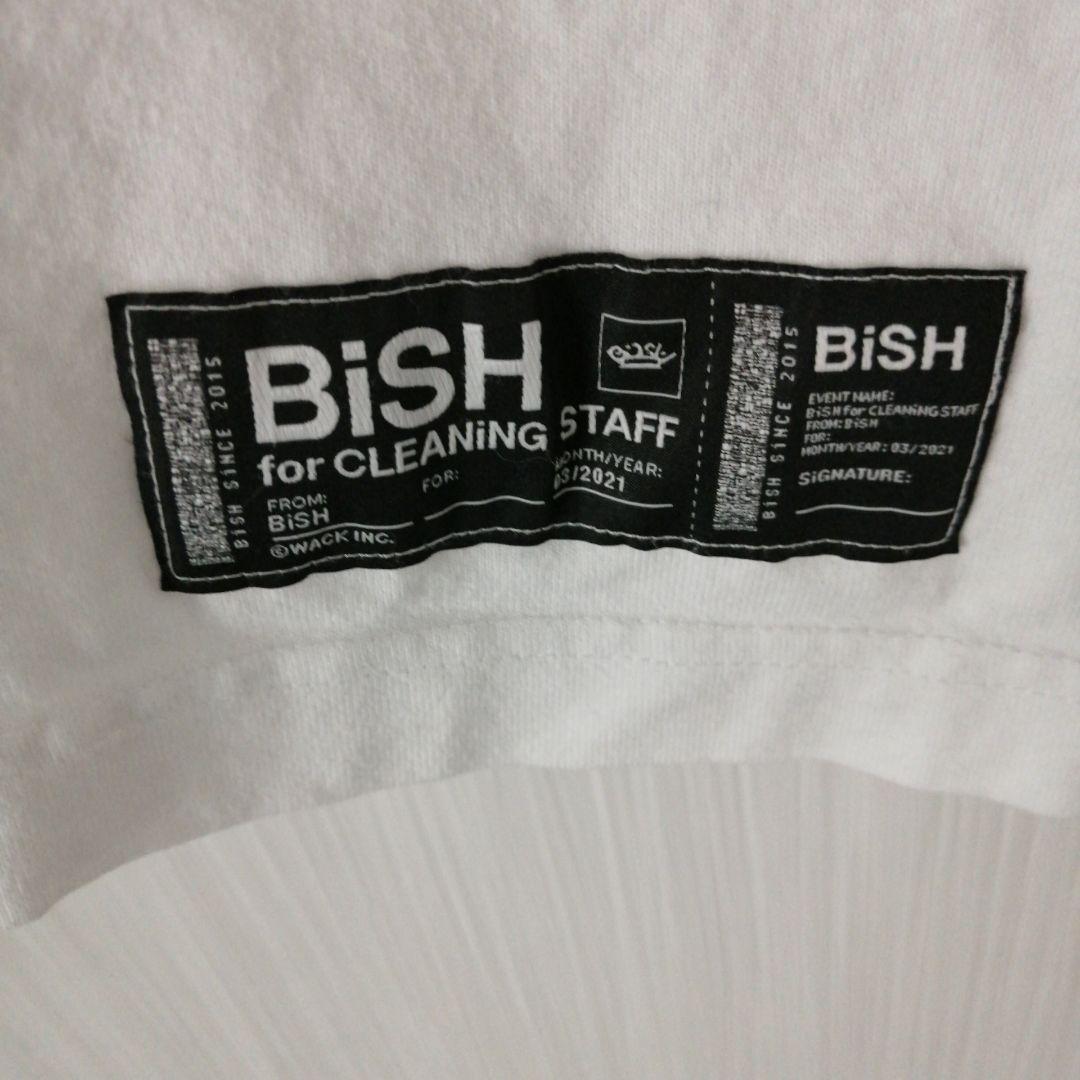 BiSH SiNCE 2015
BiSH
for CLEANiNG STAFF
FROM:
BiSH
FOR:
MONTH/YEAR:
03/2021
©WACK INC.
BiSH SiNCE 2015
BiSH
EVENT NAME:
BiSH for CLEANiNG STAFF
FROM: BiSH
FOR:
MONTH/YEAR: 03/2021
SiGNATURE: